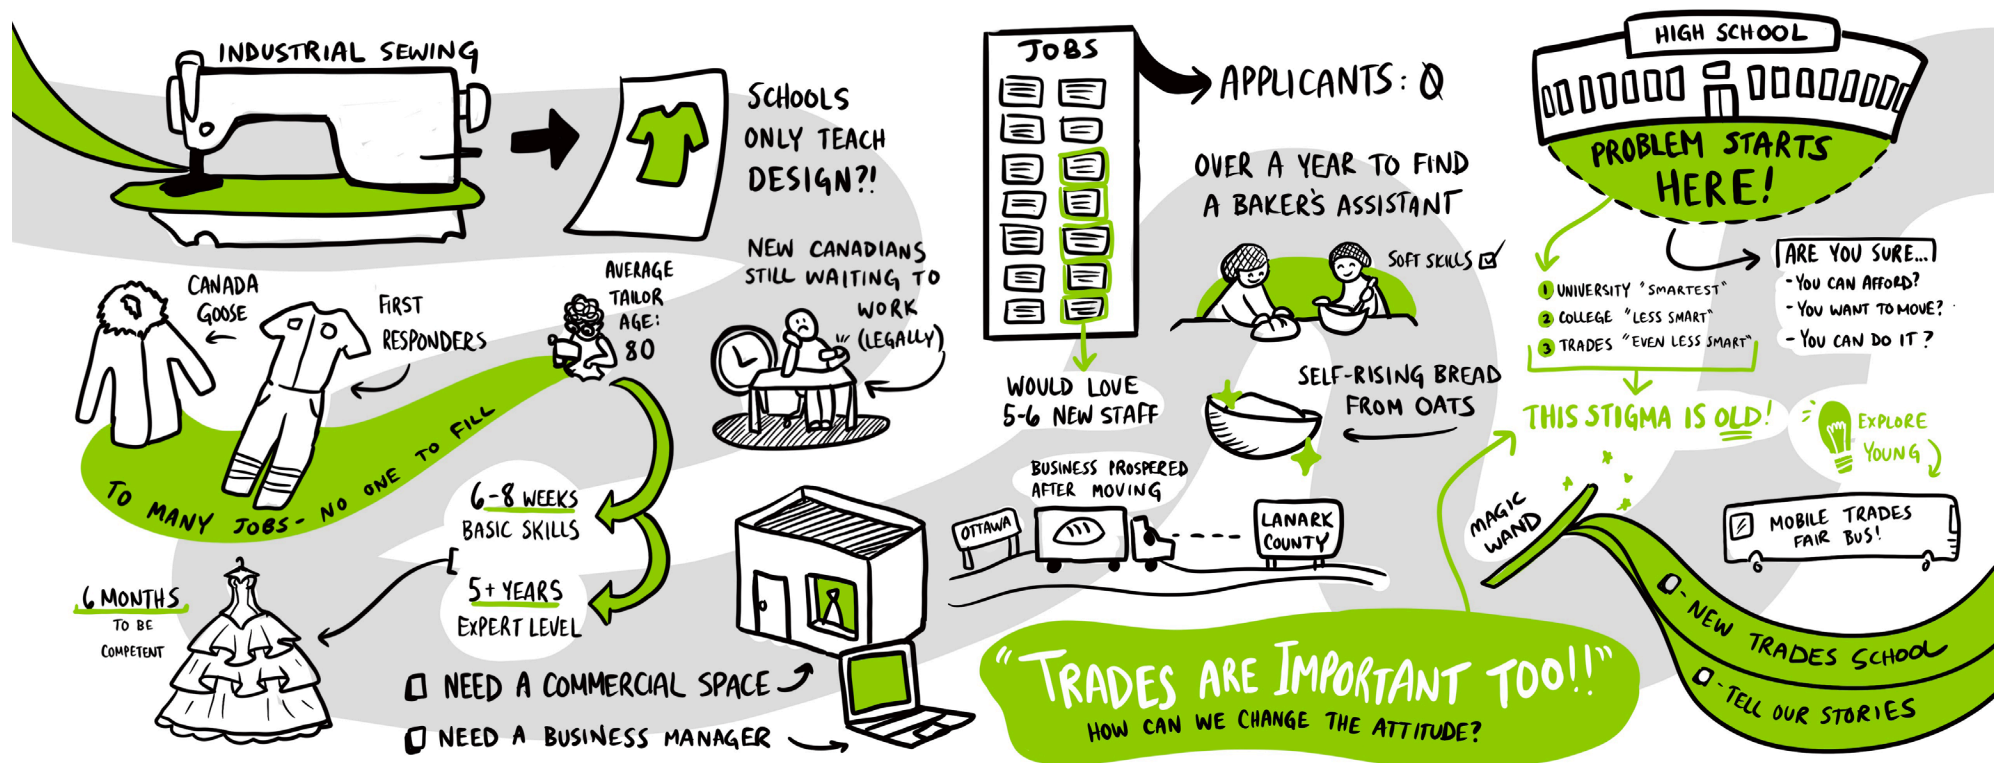 INDUSTRIAL SEWING
SCHOOLS
ONLY TEACH
DESIGN?!
CANADA
GOOSE
FIRST
RESPONDERS
AVERAGE
TAILOR
AGE:
80
NEW CANADIANS
STILL WAITING TO
WORK
(LEGALLY)
TO MANY JOBS - NO ONE TO FILL
6-8 WEEKS
BASIC SKILLS
5+ YEARS
EXPERT LEVEL
6 MONTHS
TO BE
COMPETENT
NEED A COMMERCIAL SPACE
NEED A BUSINESS MANAGER
JOBS
APPLICANTS: 0
OVER A YEAR TO FIND
A BAKER'S ASSISTANT
SOFT SKILLS
WOULD LOVE
5-6 NEW STAFF
SELF-RISING BREAD
FROM OATS
BUSINESS PROSPERED
AFTER MOVING
OTTAWA
LANARK
COUNTY
"TRADES ARE IMPORTANT TOO!!"
HOW CAN WE CHANGE THE ATTITUDE?
HIGH SCHOOL
PROBLEM STARTS
HERE!
1 UNIVERSITY "SMARTEST"
2 COLLEGE "LESS SMART"
3 TRADES "EVEN LESS SMART"
ARE YOU SURE...
- YOU CAN AFFORD?
- YOU WANT TO MOVE?
- YOU CAN DO IT?
THIS STIGMA IS OLD!
EXPLORE
YOUNG
MAGIC
WAND
MOBILE TRADES
FAIR BUS!
- NEW TRADES SCHOOL
- TELL OUR STORIES